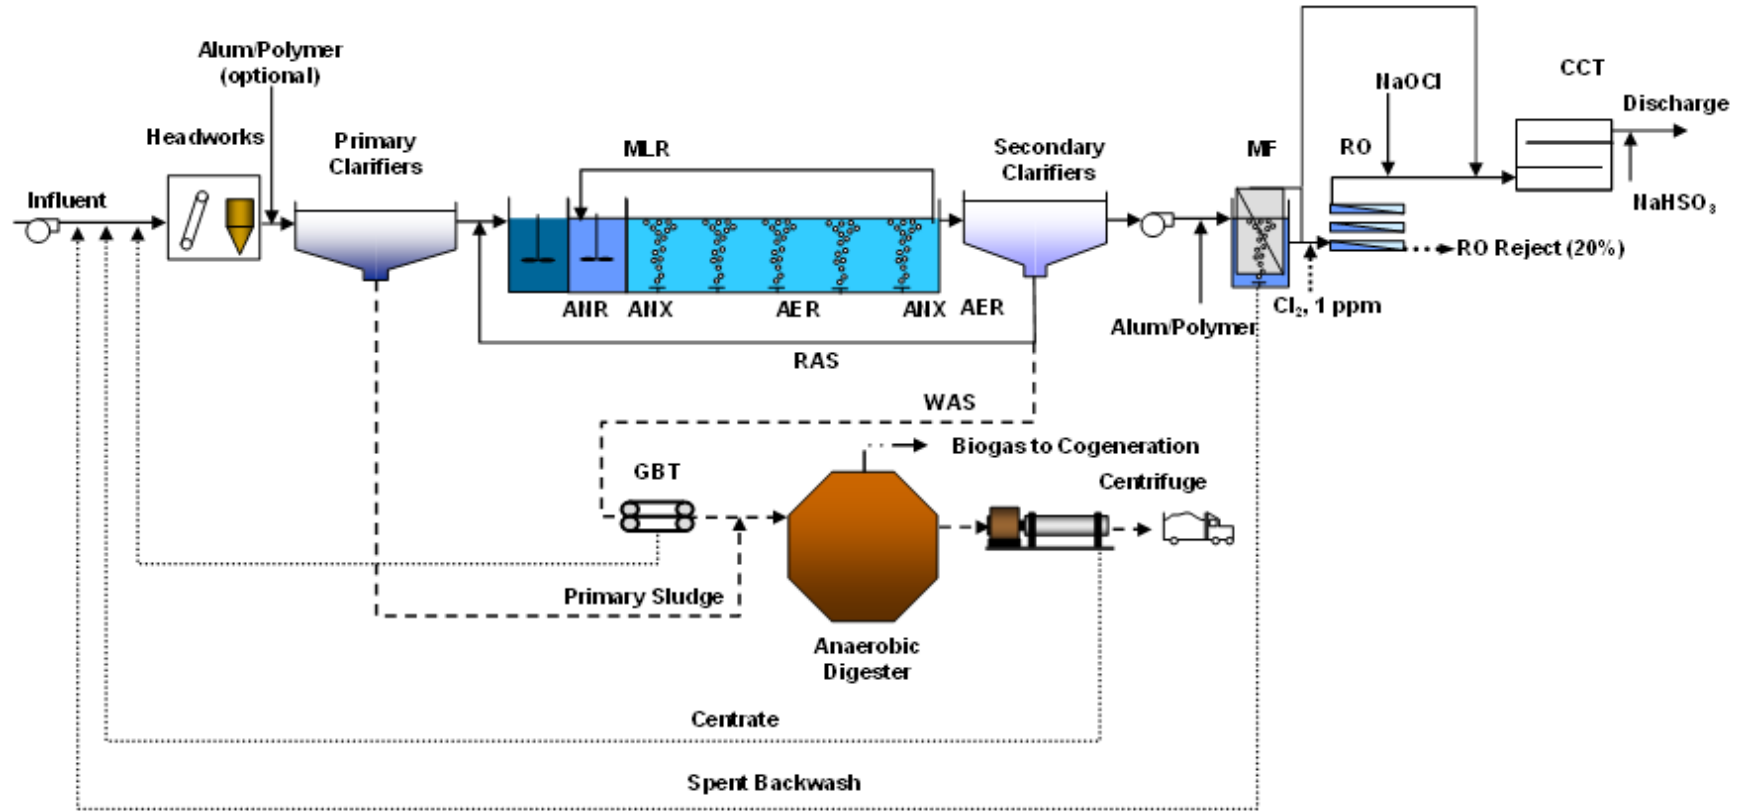 Alum/Polymer
(optional)
Headworks
Influent
Primary
Clarifiers
MLR
Secondary
Clarifiers
MF
RO
NaOCl
CCT
Discharge
NaHSO3
RO Reject (20%)
Cl2, 1 ppm
Alum/Polymer
ANR
ANX
AER
ANX
AER
RAS
WAS
GBT
Biogas to Cogeneration
Centrifuge
Primary Sludge
Anaerobic
Digester
Centrate
Spent Backwash